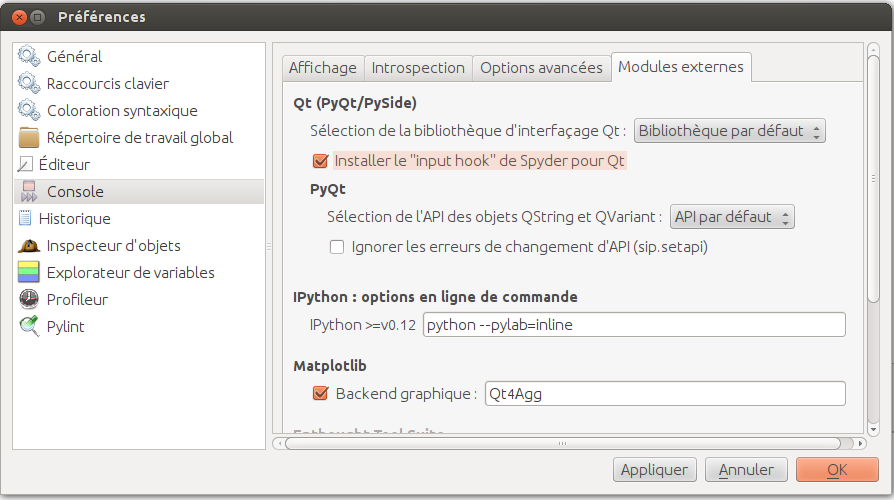 Préférences
Général
Raccourcis clavier
Coloration syntaxique
Répertoire de travail global
Éditeur
Console
Historique
Inspecteur d'objets
Explorateur de variables
Profileur
Pylint
Affichage Introspection Options avancées Modules externes
Qt (PyQt/PySide)
Sélection de la bibliothèque d'interfaçage Qt : Bibliothèque par défaut
Installer le "input hook" de Spyder pour Qt
PyQt
Sélection de l'API des objets QString et QVariant : API par défaut
Ignorer les erreurs de changement d'API (sip.setapi)
IPython : options en ligne de commande
IPython >=v0.12 python --pylab=inline
Matplotlib
Backend graphique : Qt4Agg
Enthought Tool Suite
Appliquer Annuler OK